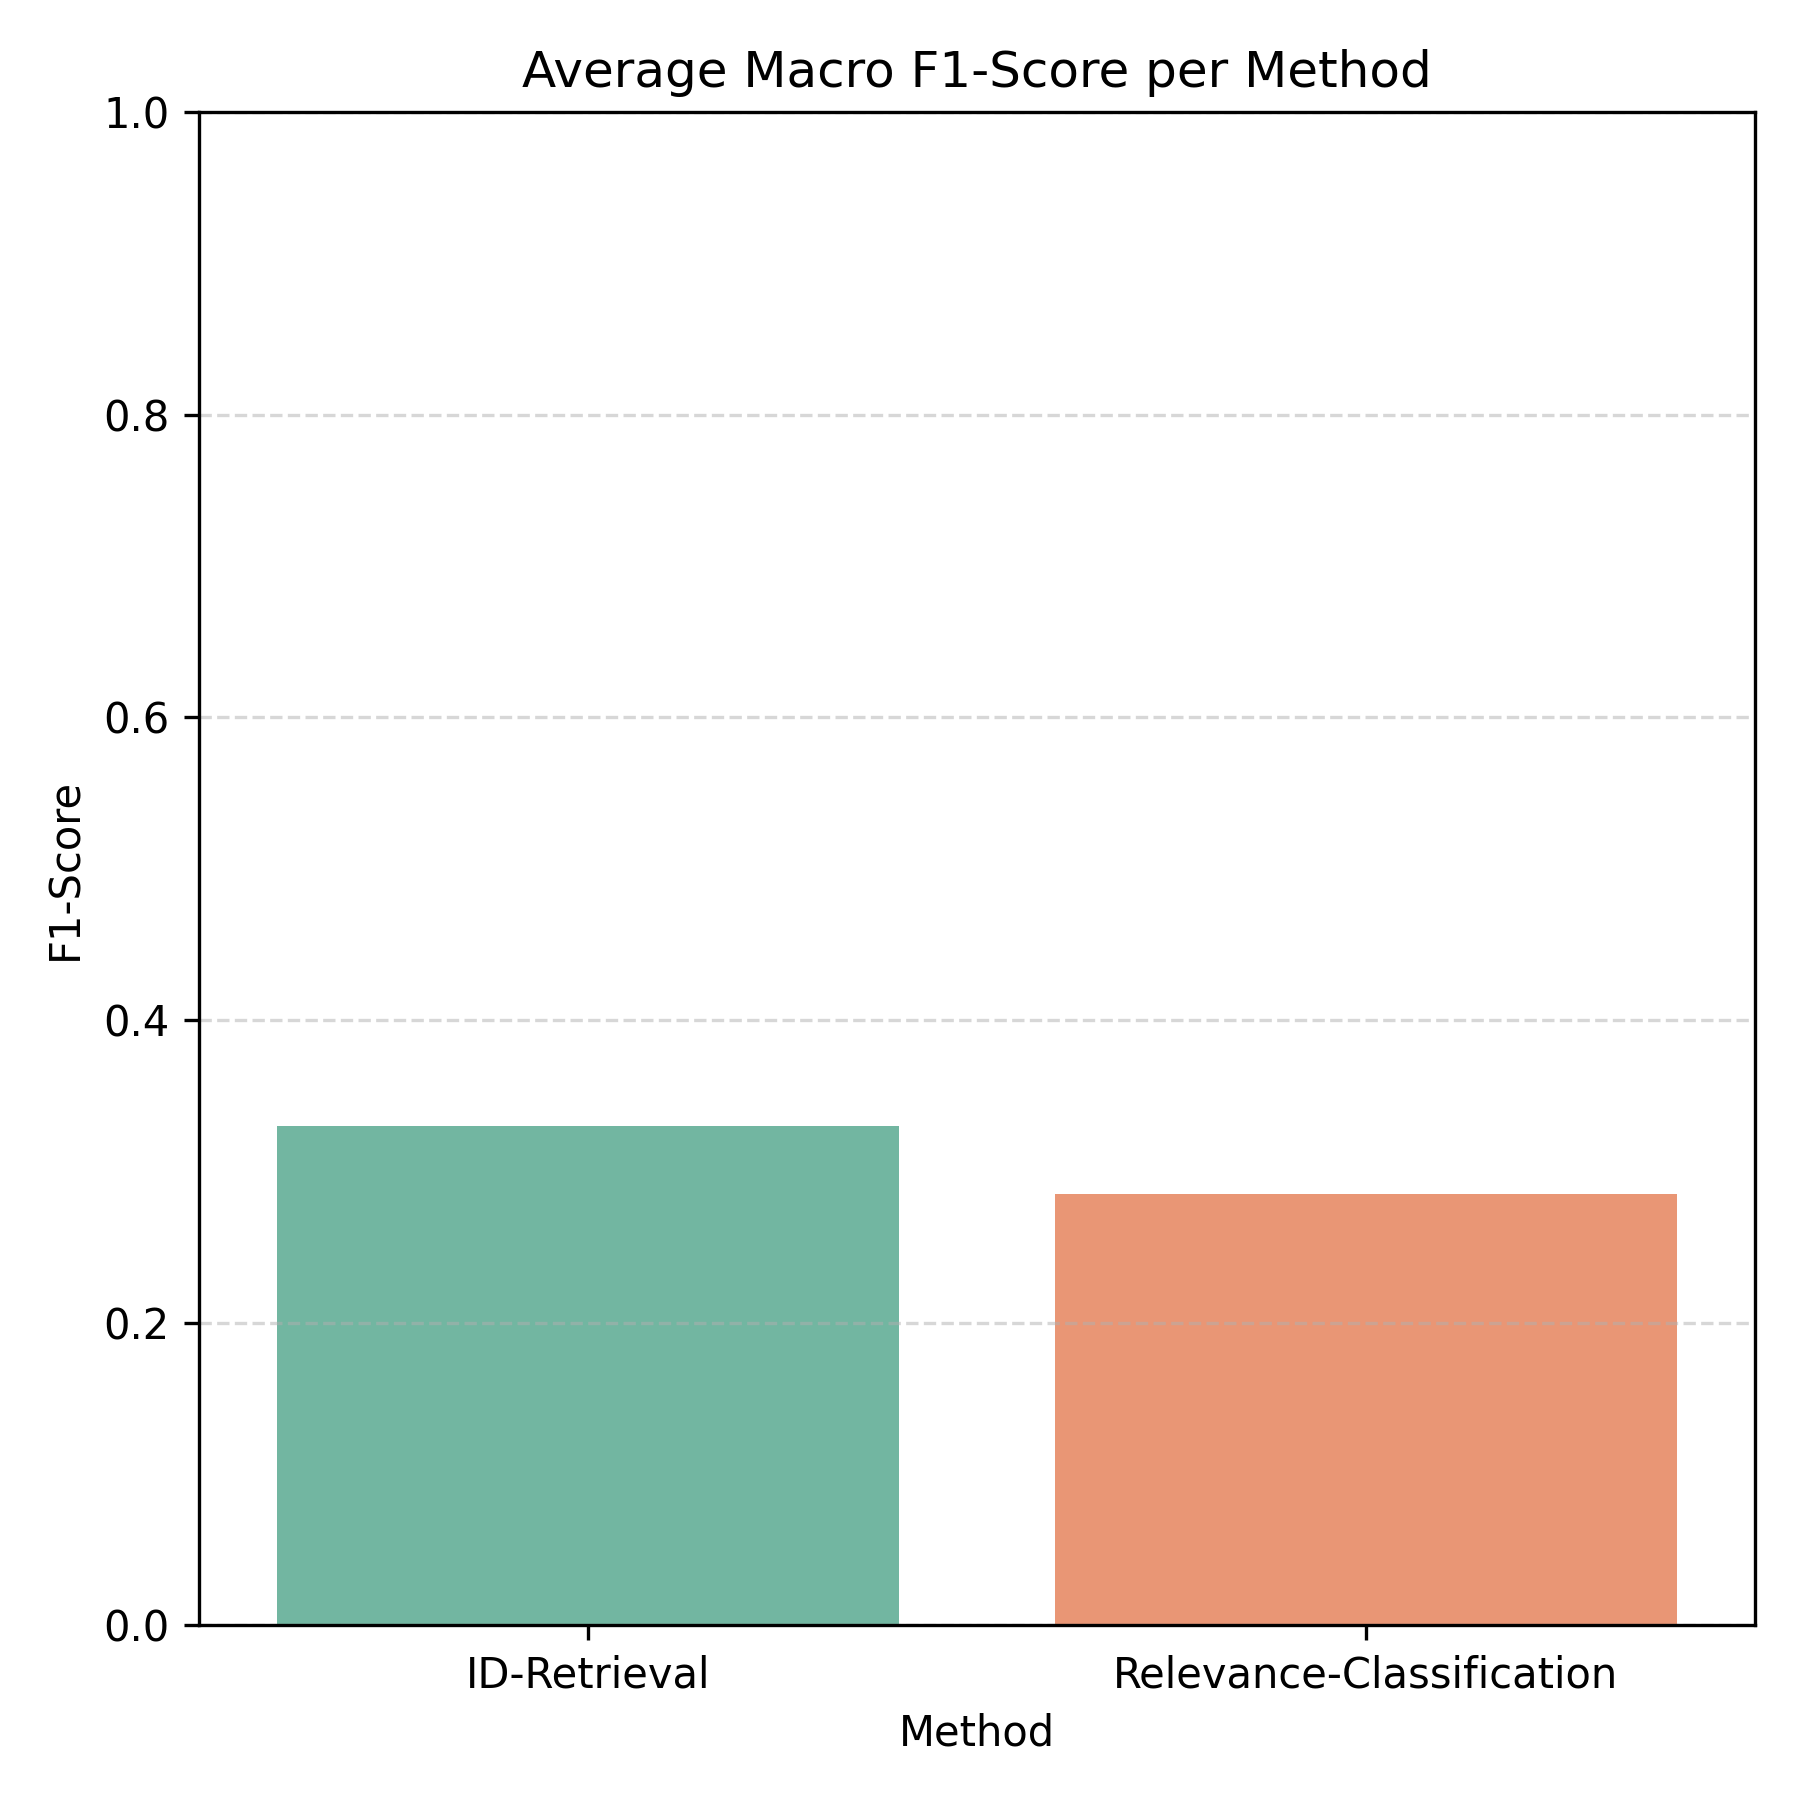 Average Macro F1-Score per Method
1.0
0.8
0.6
0.4
0.2
0.0
F1-Score
ID-Retrieval
Relevance-Classification
Method